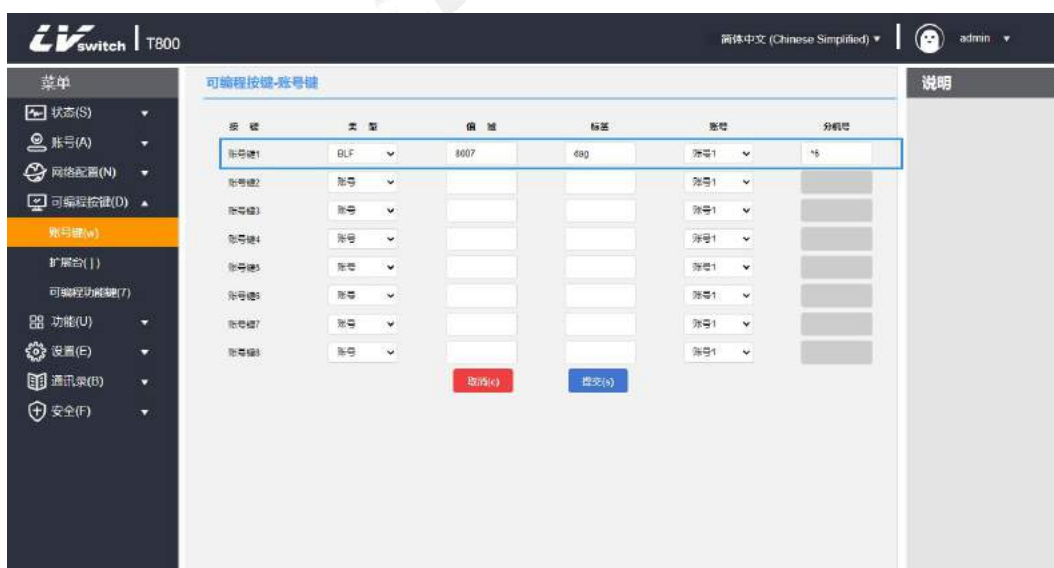 LVswitch T800 简体中文 (Chinese Simplified) admin
菜单 可编程按键-账号键 说明
状态(S)
账号(A)
网络配置(N)
可编程按键(D)
账号键(w)
扩展台( ] )
可编程功能键(7)
功能(U)
设置(E)
通讯录(B)
安全(F)
按 键 类 型 值 域 标签 账号 分机号
账号键1 BLF 8007 dag 账号1 *6
账号键2 账号 账号1
账号键3 账号 账号1
账号键4 账号 账号1
账号键5 账号 账号1
账号键6 账号 账号1
账号键7 账号 账号1
账号键8 账号 账号1
取消(c) 提交(s)